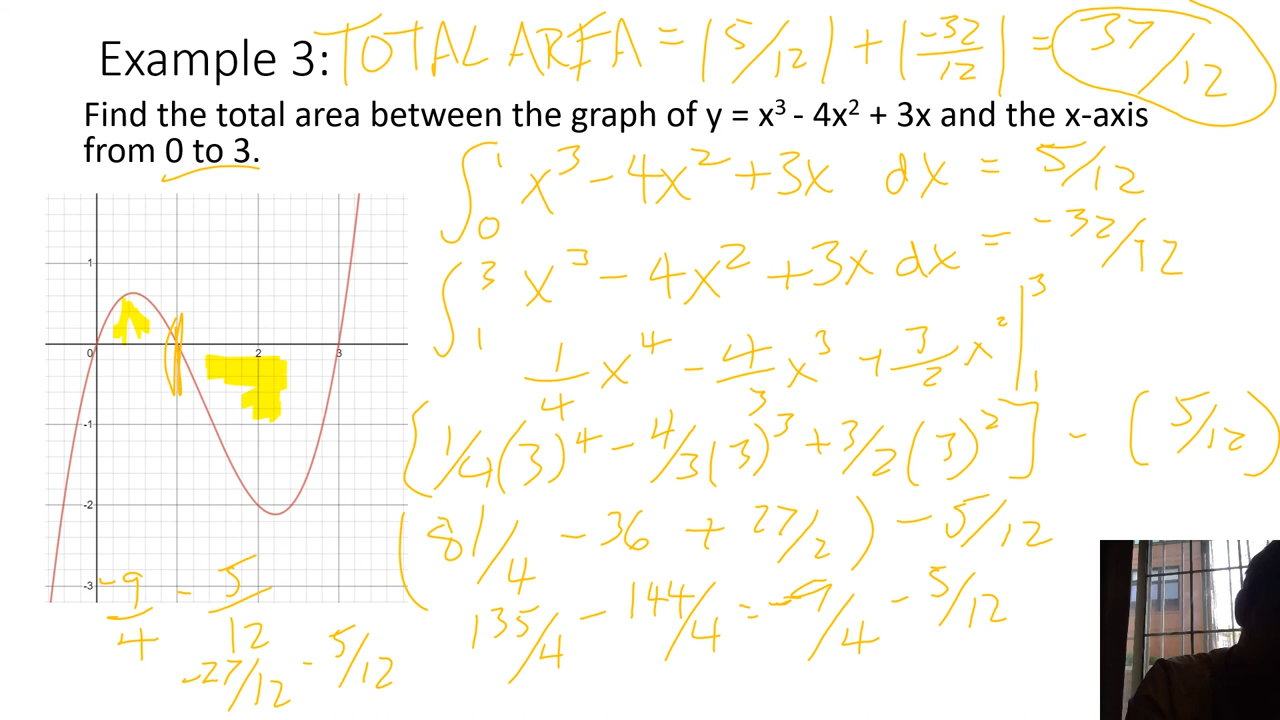 Example 3: TOTAL AREA = |5/12| + |-32/12| = 37/12
Find the total area between the graph of y = x³ - 4x² + 3x and the x-axis
from 0 to 3.
∫₀¹ x³ - 4x² + 3x dx = 5/12
∫₁³ x³ - 4x² + 3x dx = -32/12
1/4 x⁴ - 4/3 x³ + 3/2 x² |₁³
[1/4(3)⁴ - 4/3(3)³ + 3/2(3)²] - (5/12)
(81/4 - 36 + 27/2) - 5/12
135/4 - 144/4 = -9/4 - 5/12
1
0
2
3
-1
-2
-3
-9/4 - 5/12
-27/12 - 5/12